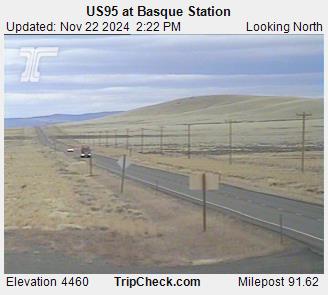 US95 at Basque Station
Updated: Nov 22 2024 2:22 PM Looking North
Elevation 4460 TripCheck.com Milepost 91.62